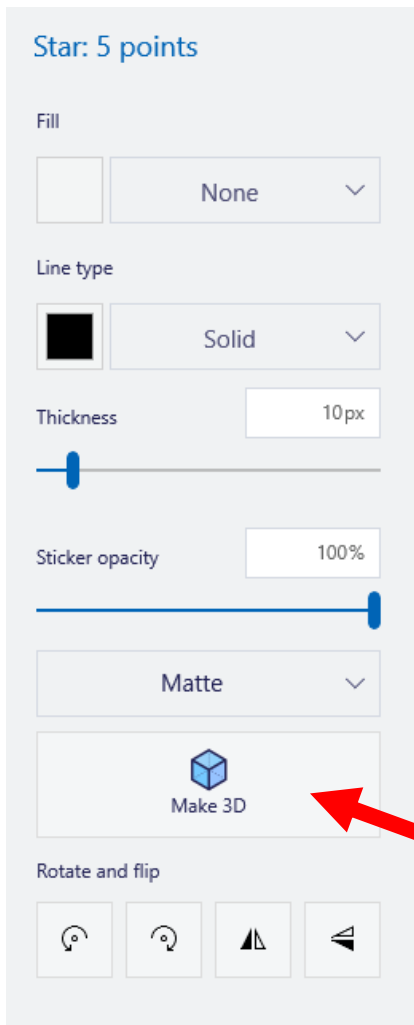 Star: 5 points
Fill
None
Line type
Solid
Thickness
10px
Sticker opacity
100%
Matte
Make 3D
Rotate and flip